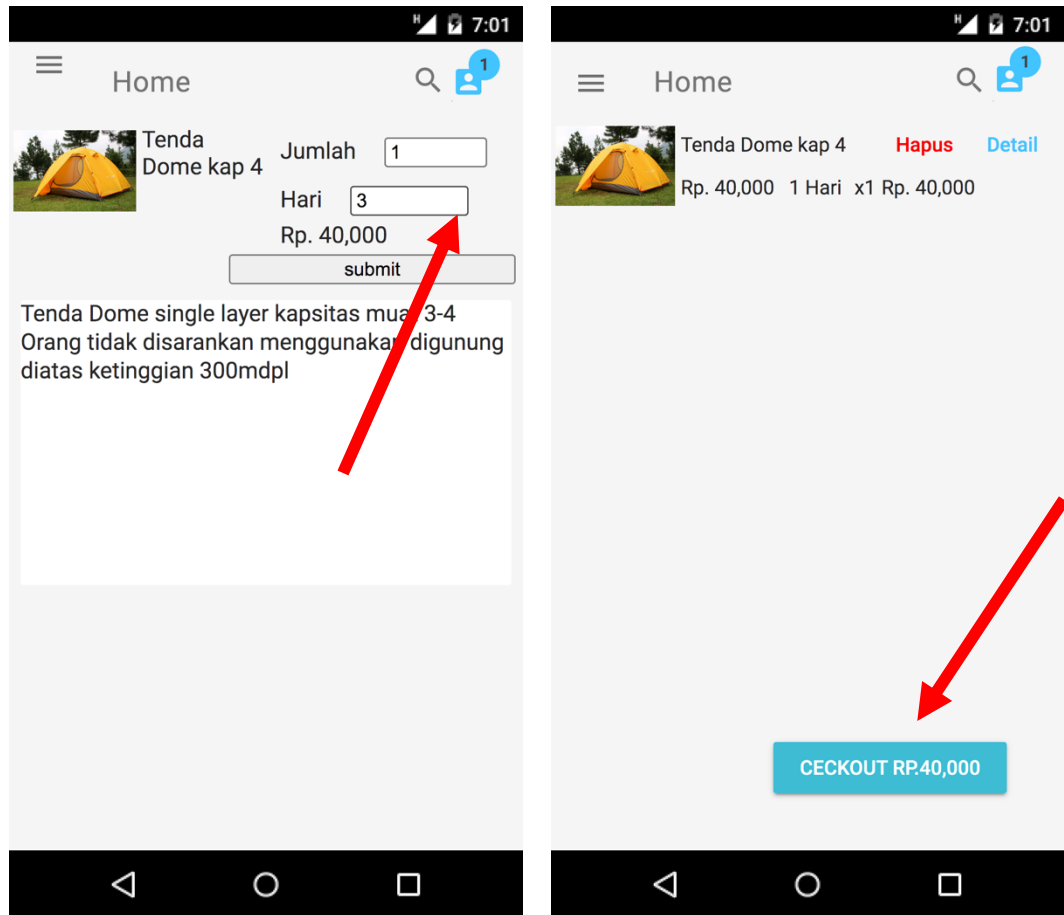 H 7:01
Home 1
Tenda
Dome kap 4
Jumlah 1
Hari 3
Rp. 40,000
submit
Tenda Dome single layer kapsitas muat 3-4
Orang tidak disarankan menggunakan digunung
diatas ketinggian 300mdpl
H 7:01
Home 1
Tenda Dome kap 4 Hapus Detail
Rp. 40,000 1 Hari x1 Rp. 40,000
CECKOUT RP.40,000